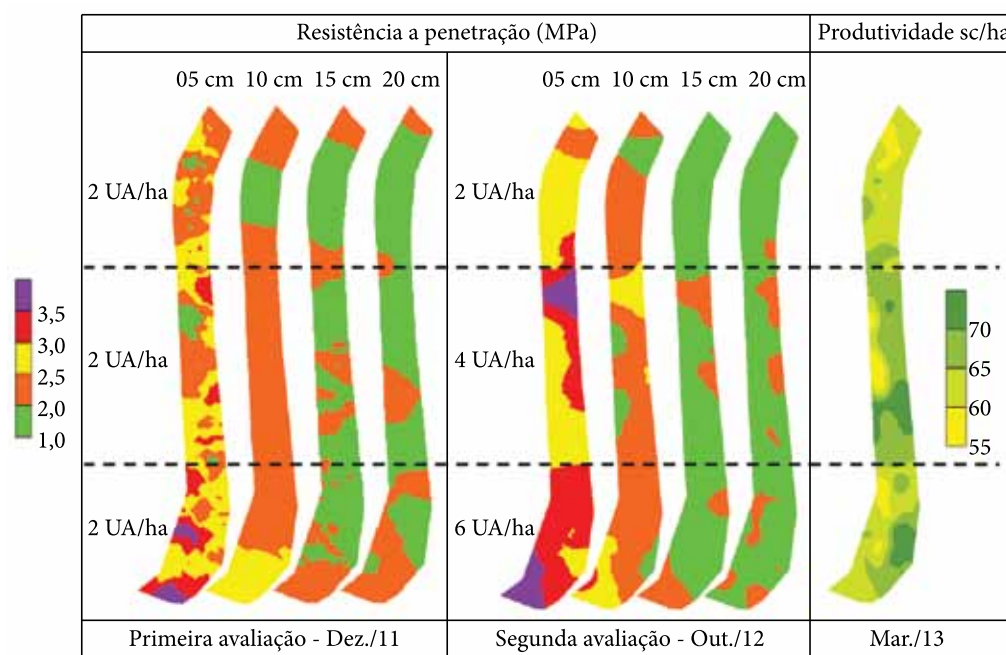 Resistência a penetração (MPa)
Produtividade sc/ha
05 cm 10 cm 15 cm 20 cm
05 cm 10 cm 15 cm 20 cm
2 UA/ha
2 UA/ha
2 UA/ha
2 UA/ha
4 UA/ha
6 UA/ha
3,5
3,0
2,5
2,0
1,0
70
65
60
55
Primeira avaliação - Dez./11
Segunda avaliação - Out./12
Mar./13